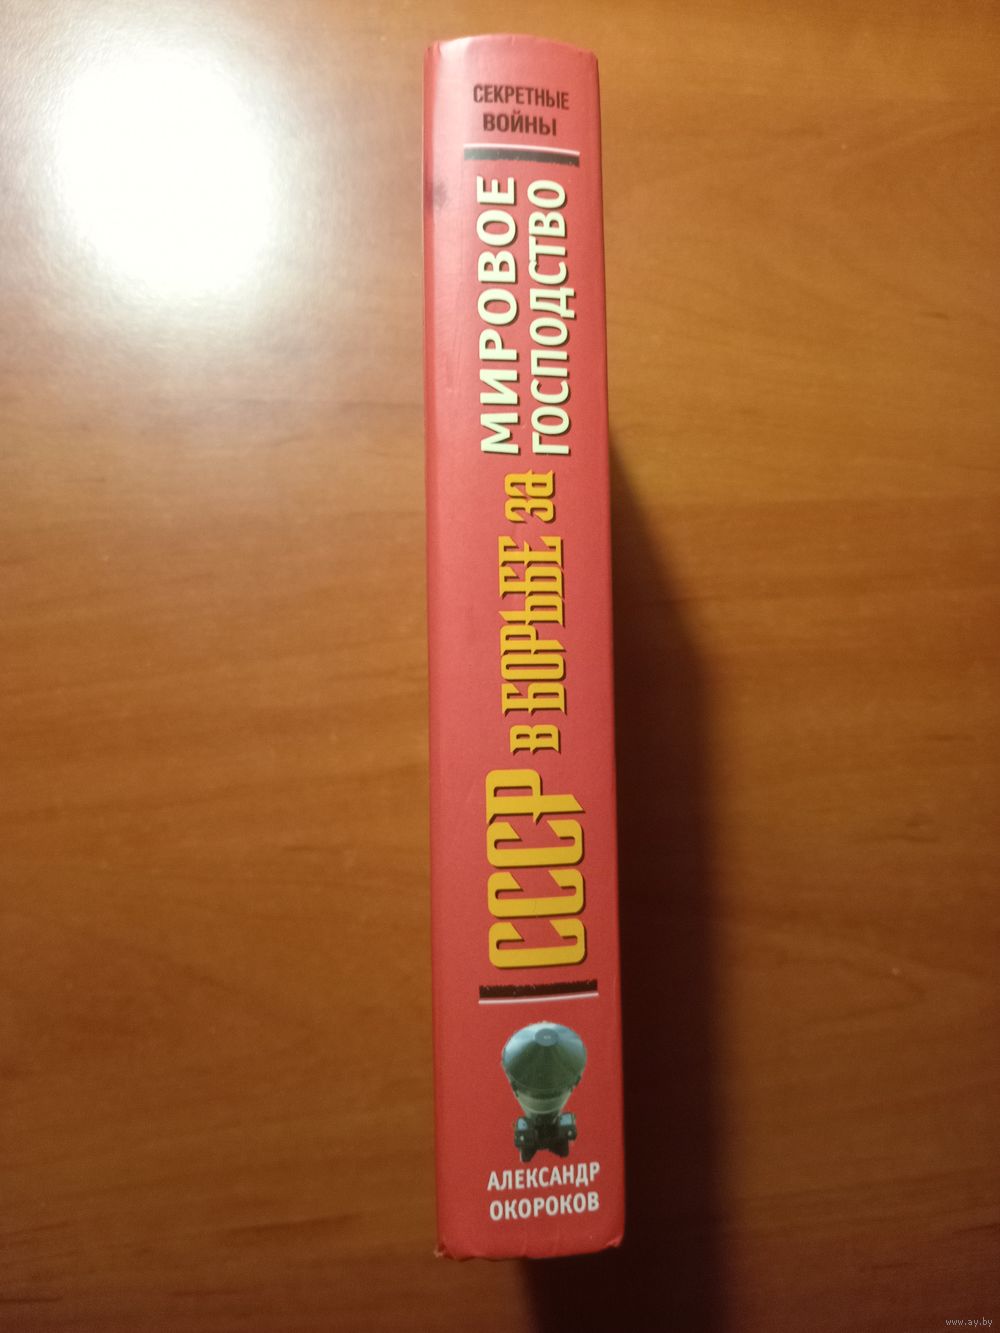 СЕКРЕТНЫЕ
ВОЙНЫ
СССР В БОРЬБЕ ЗА
МИРОВОЕ
ГОСПОДСТВО
АЛЕКСАНДР
ОКОРОКОВ
www.ay.by